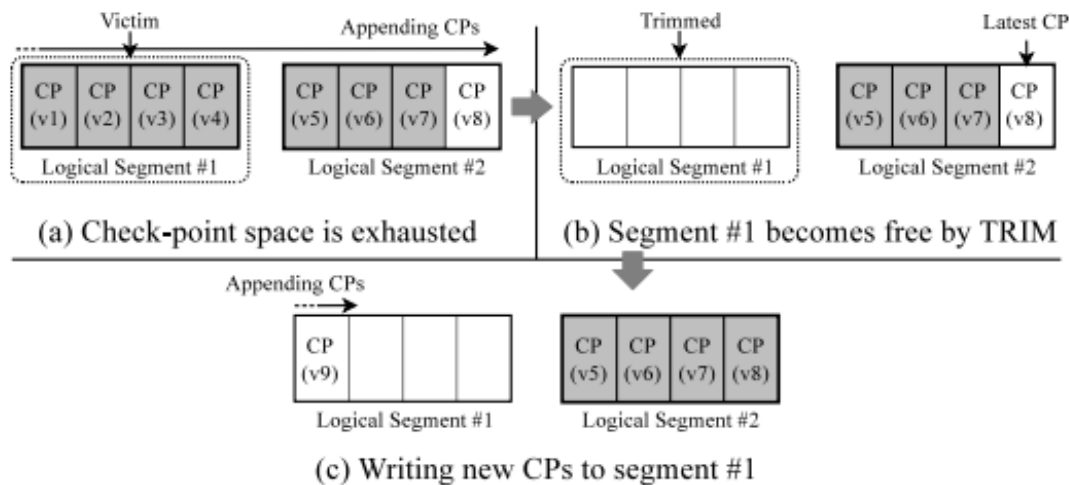 Victim
Appending CPs
CP (v1) CP (v2) CP (v3) CP (v4)
Logical Segment #1
CP (v5) CP (v6) CP (v7) CP (v8)
Logical Segment #2
(a) Check-point space is exhausted
Trimmed
Latest CP
Logical Segment #1
CP (v5) CP (v6) CP (v7) CP (v8)
Logical Segment #2
(b) Segment #1 becomes free by TRIM
Appending CPs
CP (v9)
Logical Segment #1
CP (v5) CP (v6) CP (v7) CP (v8)
Logical Segment #2
(c) Writing new CPs to segment #1